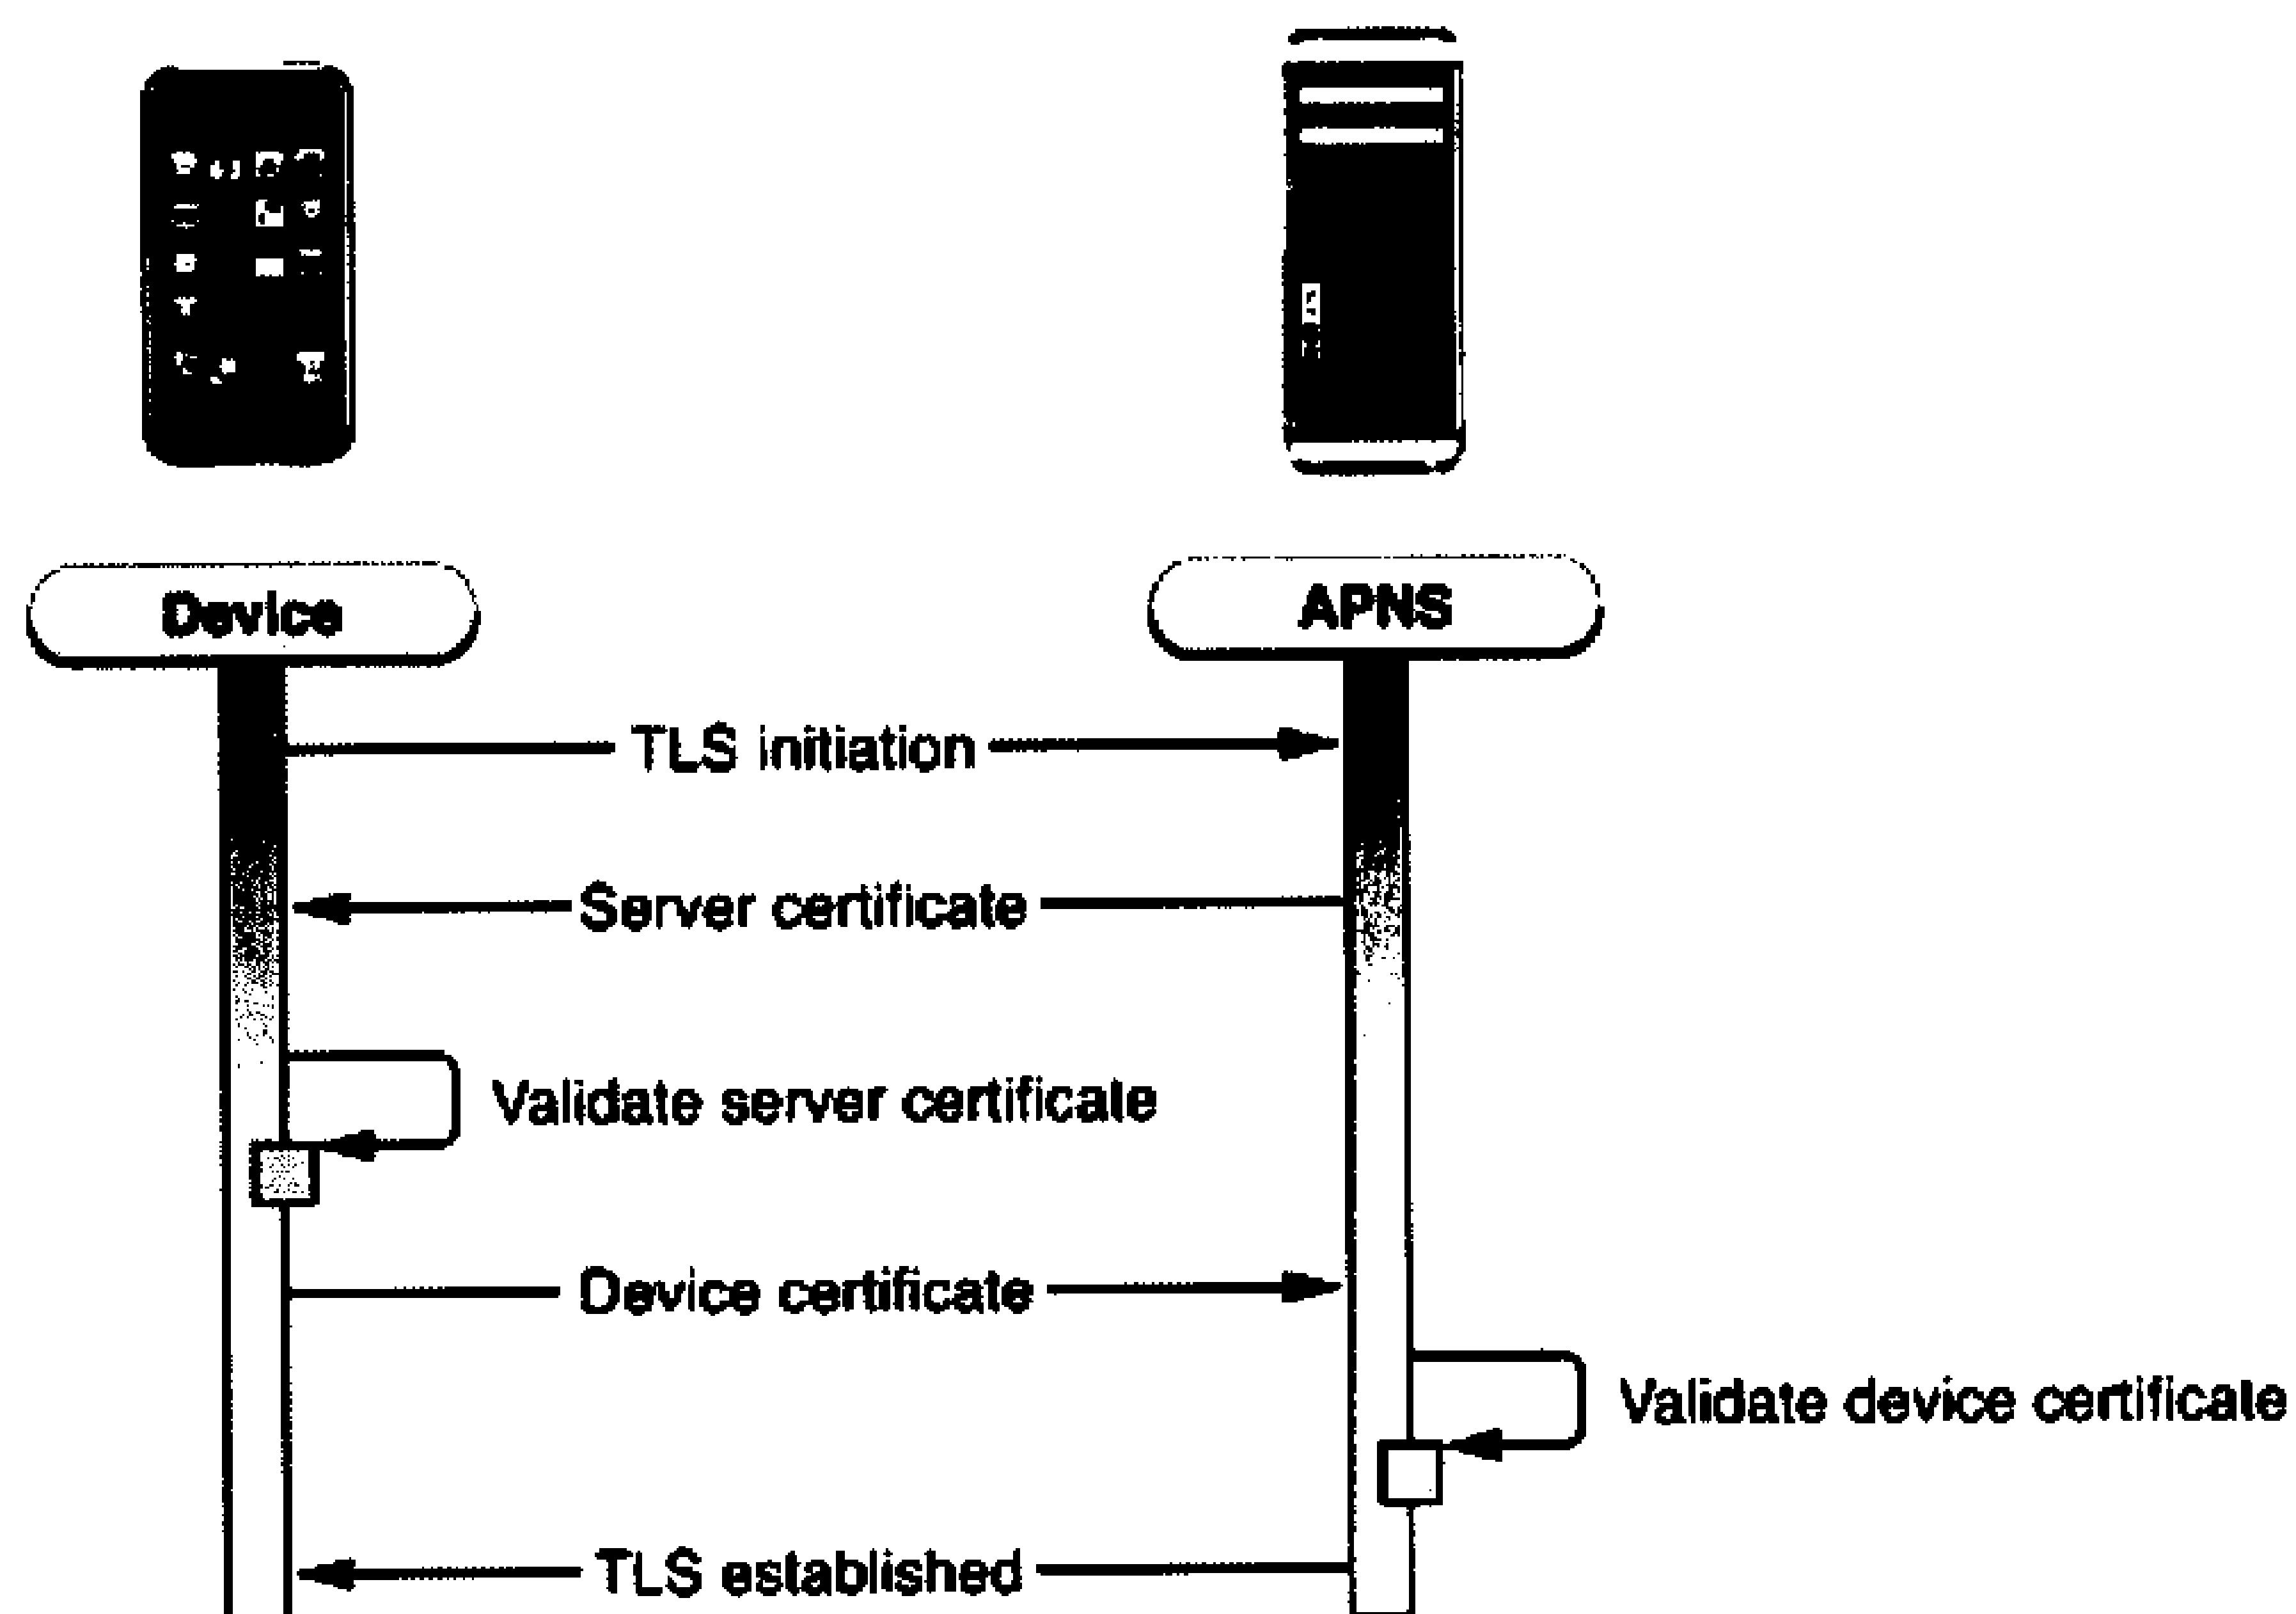 Device
APNS
TLS initiation
Server certificate
Validate server certificate
Device certificate
Validate device certificate
TLS established